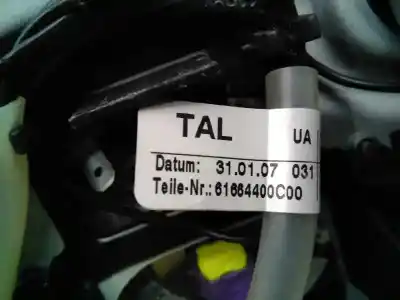 TAL UA
Datum: 31.01.07 031
Teile-Nr.: 61664400C00